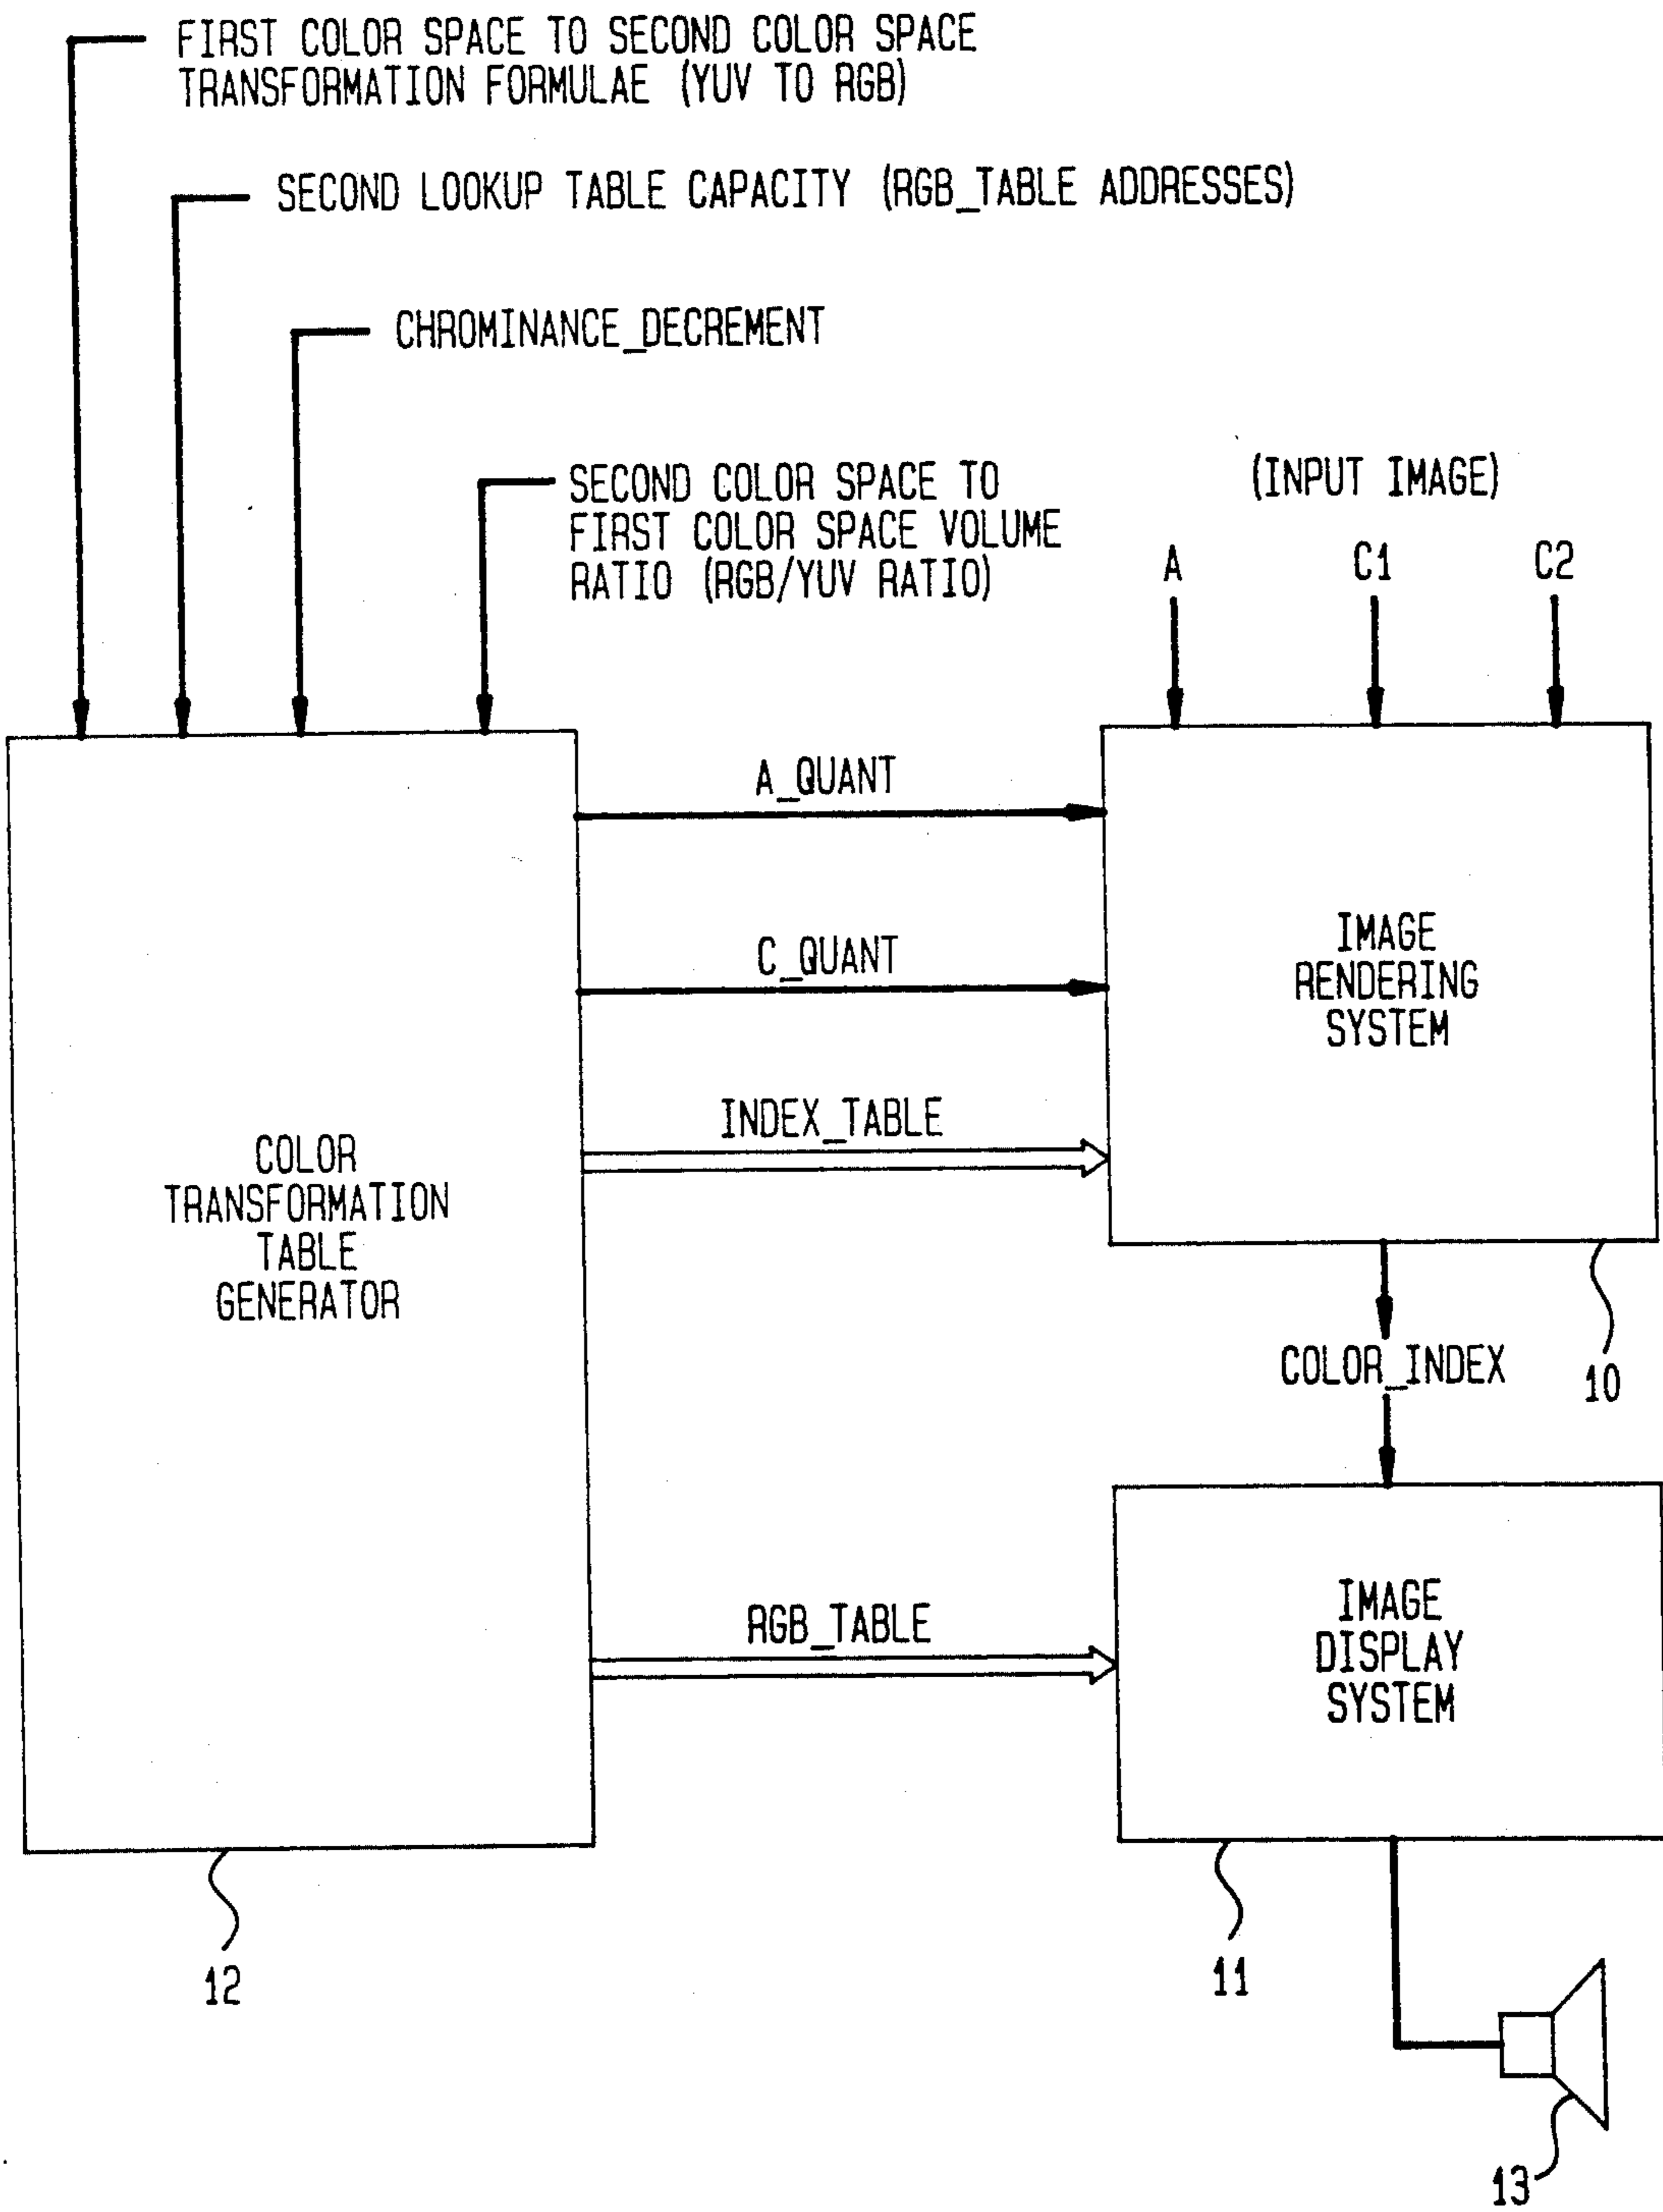 FIRST COLOR SPACE TO SECOND COLOR SPACE
TRANSFORMATION FORMULAE (YUV TO RGB)
SECOND LOOKUP TABLE CAPACITY (RGB_TABLE ADDRESSES)
CHROMINANCE_DECREMENT
SECOND COLOR SPACE TO
FIRST COLOR SPACE VOLUME
RATIO (RGB/YUV RATIO)
(INPUT IMAGE)
A
C1
C2
A_QUANT
C_QUANT
INDEX_TABLE
IMAGE
RENDERING
SYSTEM
COLOR
TRANSFORMATION
TABLE
GENERATOR
COLOR_INDEX
10
RGB_TABLE
IMAGE
DISPLAY
SYSTEM
12
11
13